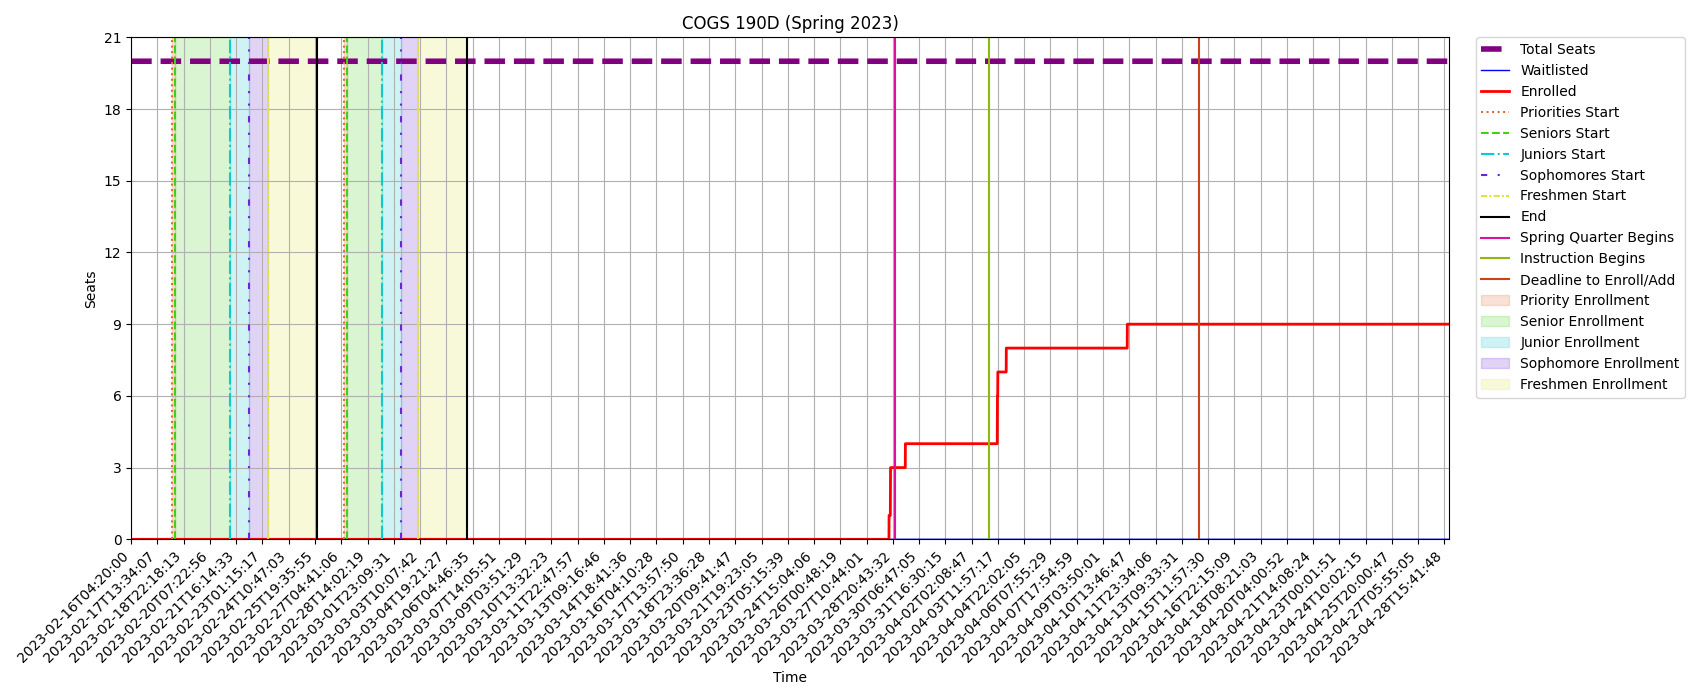 COGS 190D (Spring 2023)
21
18
15
12
9
6
3
0
Seats
2023-02-16T04:20:00
2023-02-17T13:34:07
2023-02-18T22:18:13
2023-02-20T07:22:56
2023-02-21T16:14:33
2023-02-23T01:15:17
2023-02-24T10:47:03
2023-02-25T19:35:53
2023-02-27T04:41:06
2023-02-28T14:02:19
2023-03-01T23:09:31
2023-03-03T10:07:42
2023-03-04T19:21:27
2023-03-06T04:46:35
2023-03-07T14:05:51
2023-03-09T03:51:29
2023-03-10T13:32:23
2023-03-11T22:47:57
2023-03-13T09:16:46
2023-03-14T18:41:36
2023-03-16T04:10:28
2023-03-17T13:57:50
2023-03-18T23:36:28
2023-03-20T09:41:47
2023-03-21T19:23:05
2023-03-23T05:15:39
2023-03-24T15:04:06
2023-03-26T00:48:19
2023-03-27T10:44:01
2023-03-28T20:43:32
2023-03-30T06:47:05
2023-03-31T16:30:15
2023-04-02T02:08:47
2023-04-03T11:57:17
2023-04-04T22:02:05
2023-04-06T07:55:29
2023-04-07T17:54:59
2023-04-09T03:50:01
2023-04-10T13:46:47
2023-04-11T23:34:06
2023-04-13T09:33:31
2023-04-15T11:57:30
2023-04-16T22:15:09
2023-04-18T08:21:03
2023-04-20T04:00:52
2023-04-21T14:08:24
2023-04-23T00:01:51
2023-04-24T10:02:15
2023-04-25T20:00:47
2023-04-27T05:55:05
2023-04-28T15:41:48
Time
Total Seats
Waitlisted
Enrolled
Priorities Start
Seniors Start
Juniors Start
Sophomores Start
Freshmen Start
End
Spring Quarter Begins
Instruction Begins
Deadline to Enroll/Add
Priority Enrollment
Senior Enrollment
Junior Enrollment
Sophomore Enrollment
Freshmen Enrollment